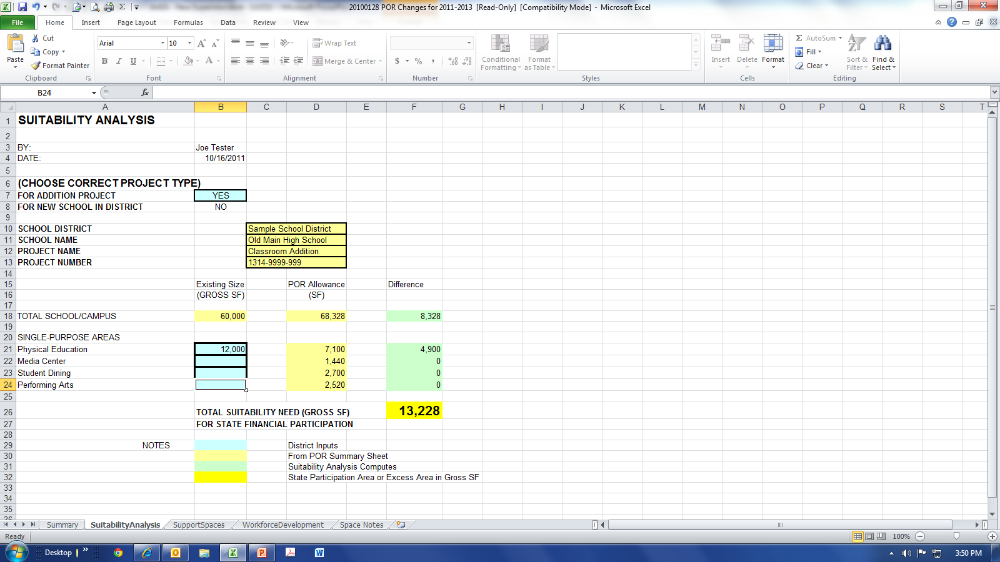 20100128 POR Changes for 2011-2013 [Read-Only] [Compatibility Mode] - Microsoft Excel
File Home Insert Page Layout Formulas Data Review View
Cut
Copy
Format Painter
Paste
Clipboard
Arial 10
B I U
Font
Wrap Text
Merge & Center
Alignment
$ % ,
Number
Conditional Formatting
Format as Table
Styles
Insert Delete Format
Cells
Σ AutoSum
Fill
Clear
Sort & Filter
Find & Select
Editing
B24 fx
A B C D E F G H I J K L M N O P Q R S T
1 SUITABILITY ANALYSIS
2
3 BY: Joe Tester
4 DATE: 10/16/2011
5
6 (CHOOSE CORRECT PROJECT TYPE)
7 FOR ADDITION PROJECT YES
8 FOR NEW SCHOOL IN DISTRICT NO
9
10 SCHOOL DISTRICT Sample School District
11 SCHOOL NAME Old Main High School
12 PROJECT NAME Classroom Addition
13 PROJECT NUMBER 1314-9999-999
14
15 Existing Size POR Allowance Difference
16 (GROSS SF) (SF)
17
18 TOTAL SCHOOL/CAMPUS 60,000 68,328 8,328
19
20 SINGLE-PURPOSE AREAS
21 Physical Education 12,000 7,100 4,900
22 Media Center 1,440 0
23 Student Dining 2,700 0
24 Performing Arts 2,520 0
25
26 TOTAL SUITABILITY NEED (GROSS SF) 13,228
27 FOR STATE FINANCIAL PARTICIPATION
28
29 NOTES District Inputs
30 From POR Summary Sheet
31 Suitability Analysis Computes
32 State Participation Area or Excess Area in Gross SF
33
34
35
36
Summary SuitabilityAnalysis SupportSpaces WorkforceDevelopment Space Notes
Ready 100%
Desktop 3:50 PM